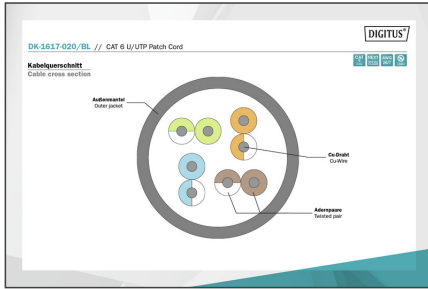 DIGITUS®
DK-1617-020/BL // CAT 6 U/UTP Patch Cord
Kabelquerschnitt
Cable cross section
Außenmantel
Outer jacket
Cu-Draht
Cu-Wire
Adernpaare
Twisted pair